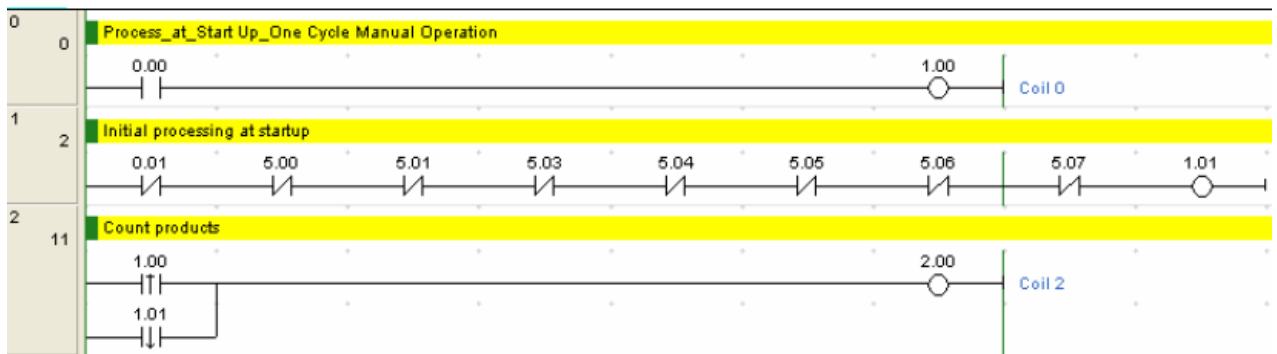 0
0
Process_at_Start Up_One Cycle Manual Operation
0.00 1.00
Coil 0
1
2
Initial processing at startup
0.01 5.00 5.01 5.03 5.04 5.05 5.06 5.07 1.01
2
11
Count products
1.00 2.00
Coil 2
1.01